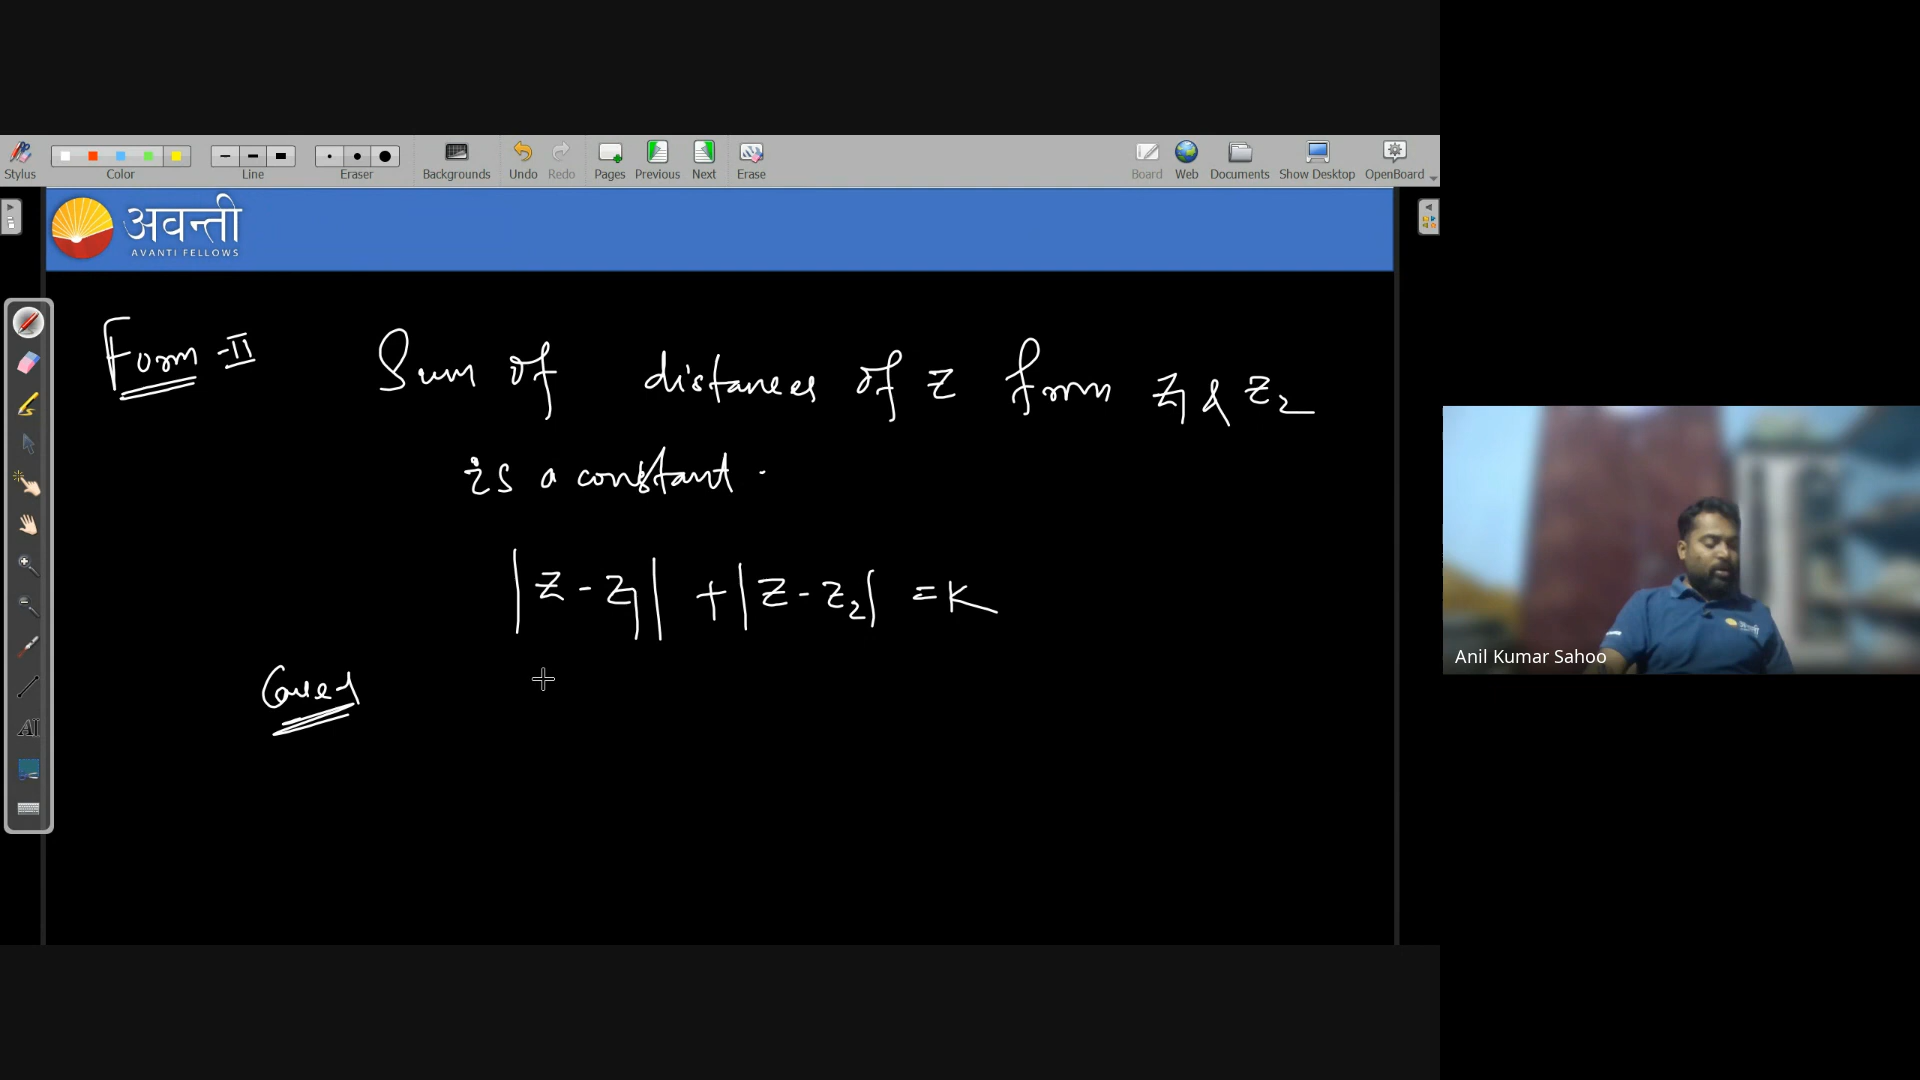 Stylus Color Line Eraser Backgrounds Undo Redo Pages Previous Next Erase Board Web Documents Show Desktop OpenBoard
अवन्ती
AVANTI FELLOWS
Form-II Sum of distances of z from z1 & z2
is a constant.
|z - z1| + |z - z2| = k
Anil Kumar Sahoo